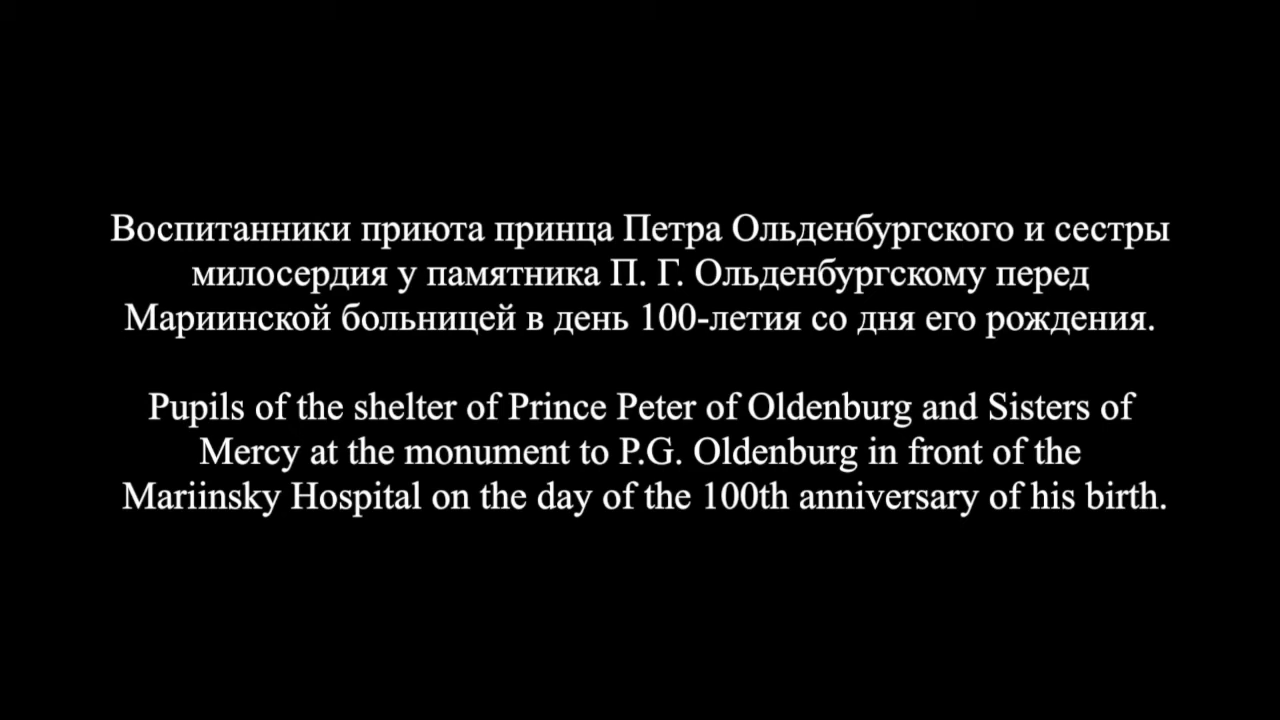 Воспитанники приюта принца Петра Ольденбургского и сестры
милосердия у памятника П. Г. Ольденбургскому перед
Мариинской больницей в день 100-летия со дня его рождения.
Pupils of the shelter of Prince Peter of Oldenburg and Sisters of
Mercy at the monument to P.G. Oldenburg in front of the
Mariinsky Hospital on the day of the 100th anniversary of his birth.